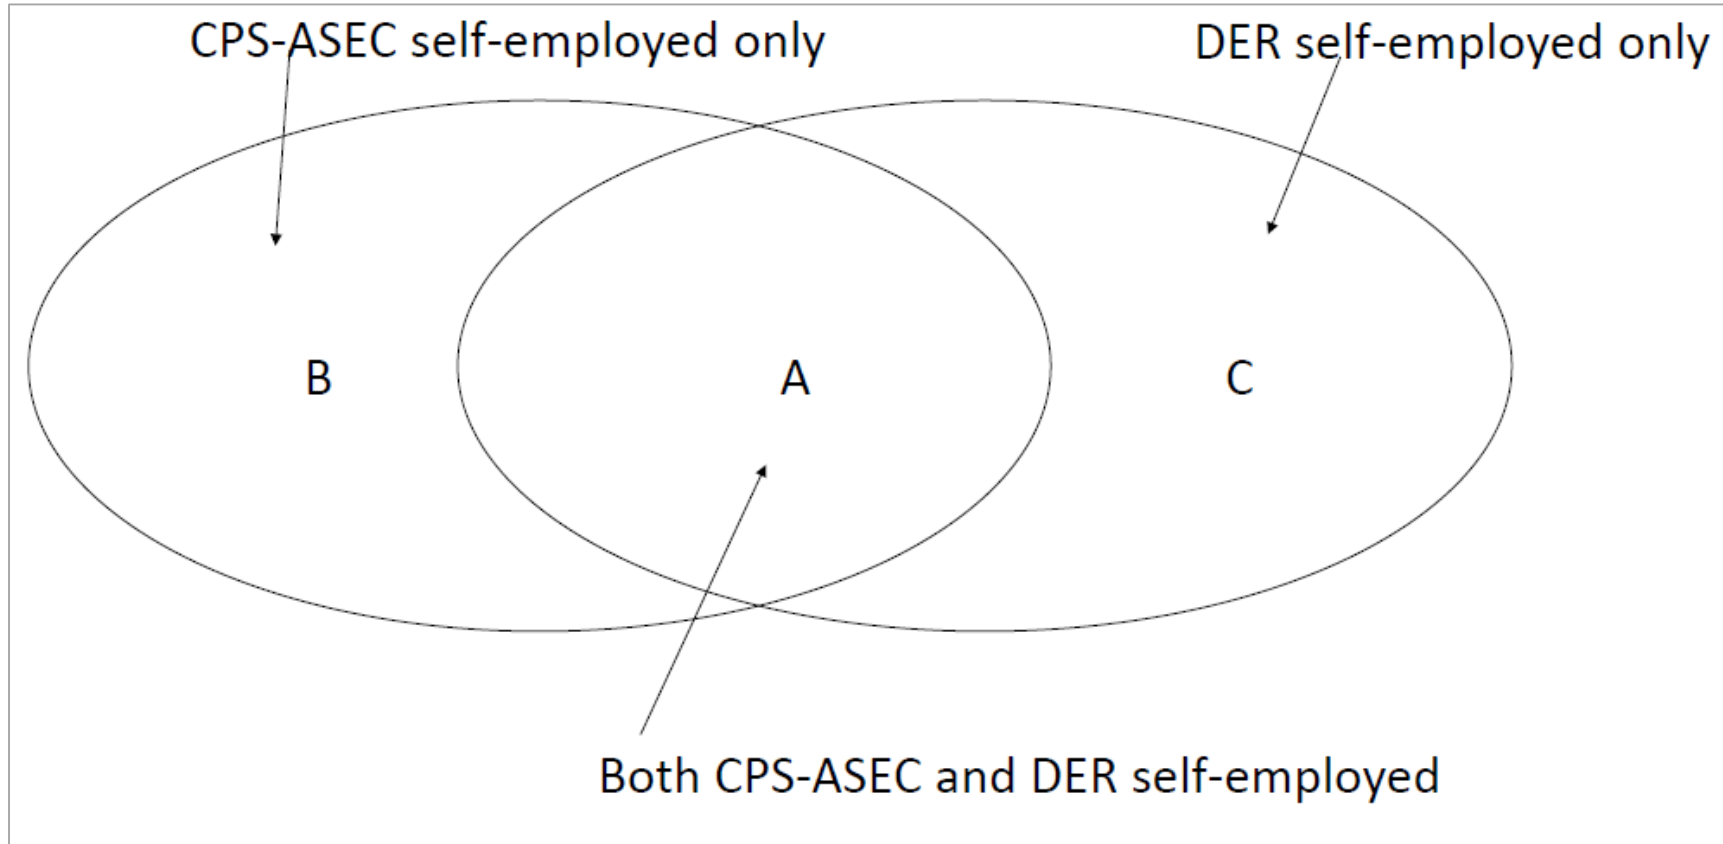 CPS-ASEC self-employed only
DER self-employed only
B
A
C
Both CPS-ASEC and DER self-employed